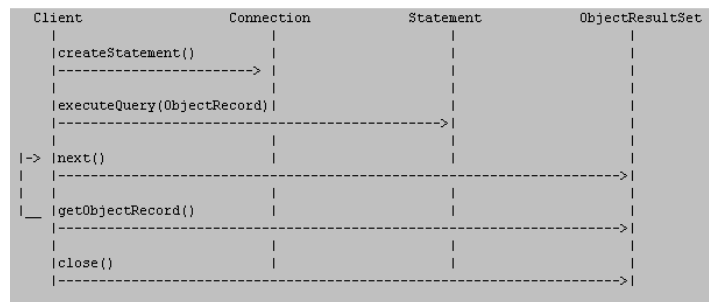 Client Connection Statement ObjectResultSet
createStatement()
executeQuery(ObjectRecord)
next()
getObjectRecord()
close()